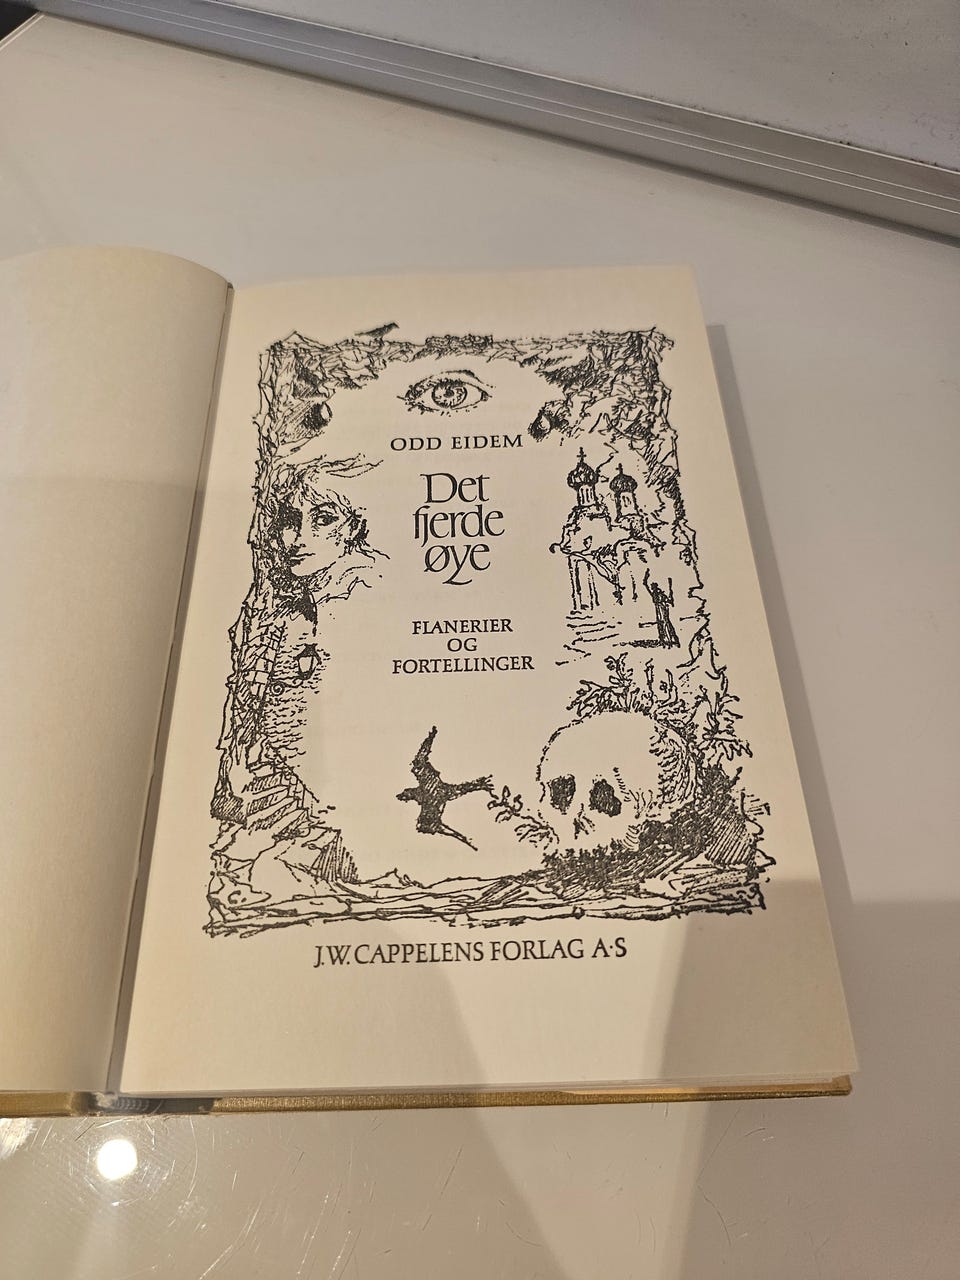 ODD EIDEM
Det
fjerde
øye
FLANERIER
OG
FORTELLINGER
J.W. CAPPELENS FORLAG A·S